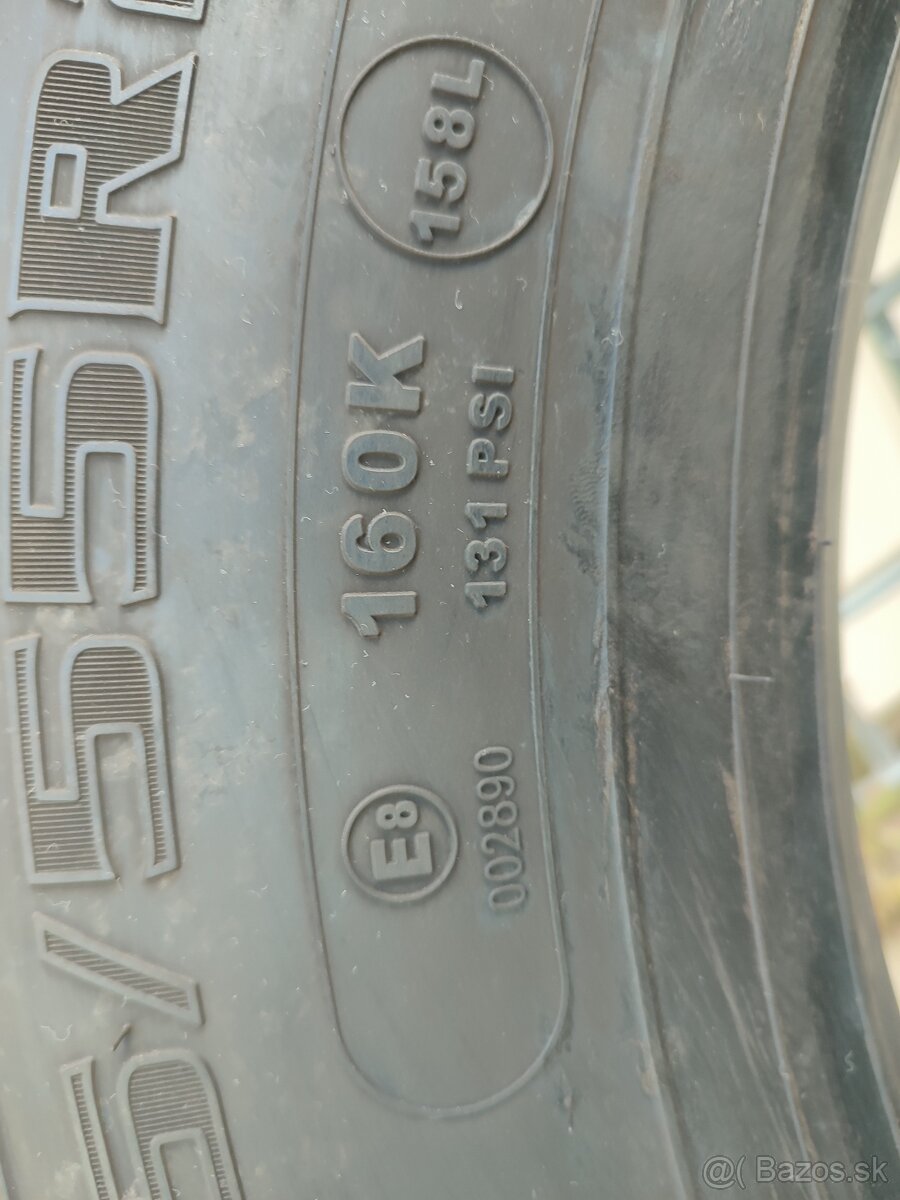 5/55R
160K
158L
131 PSI
E8
002890
@( Bazos.sk